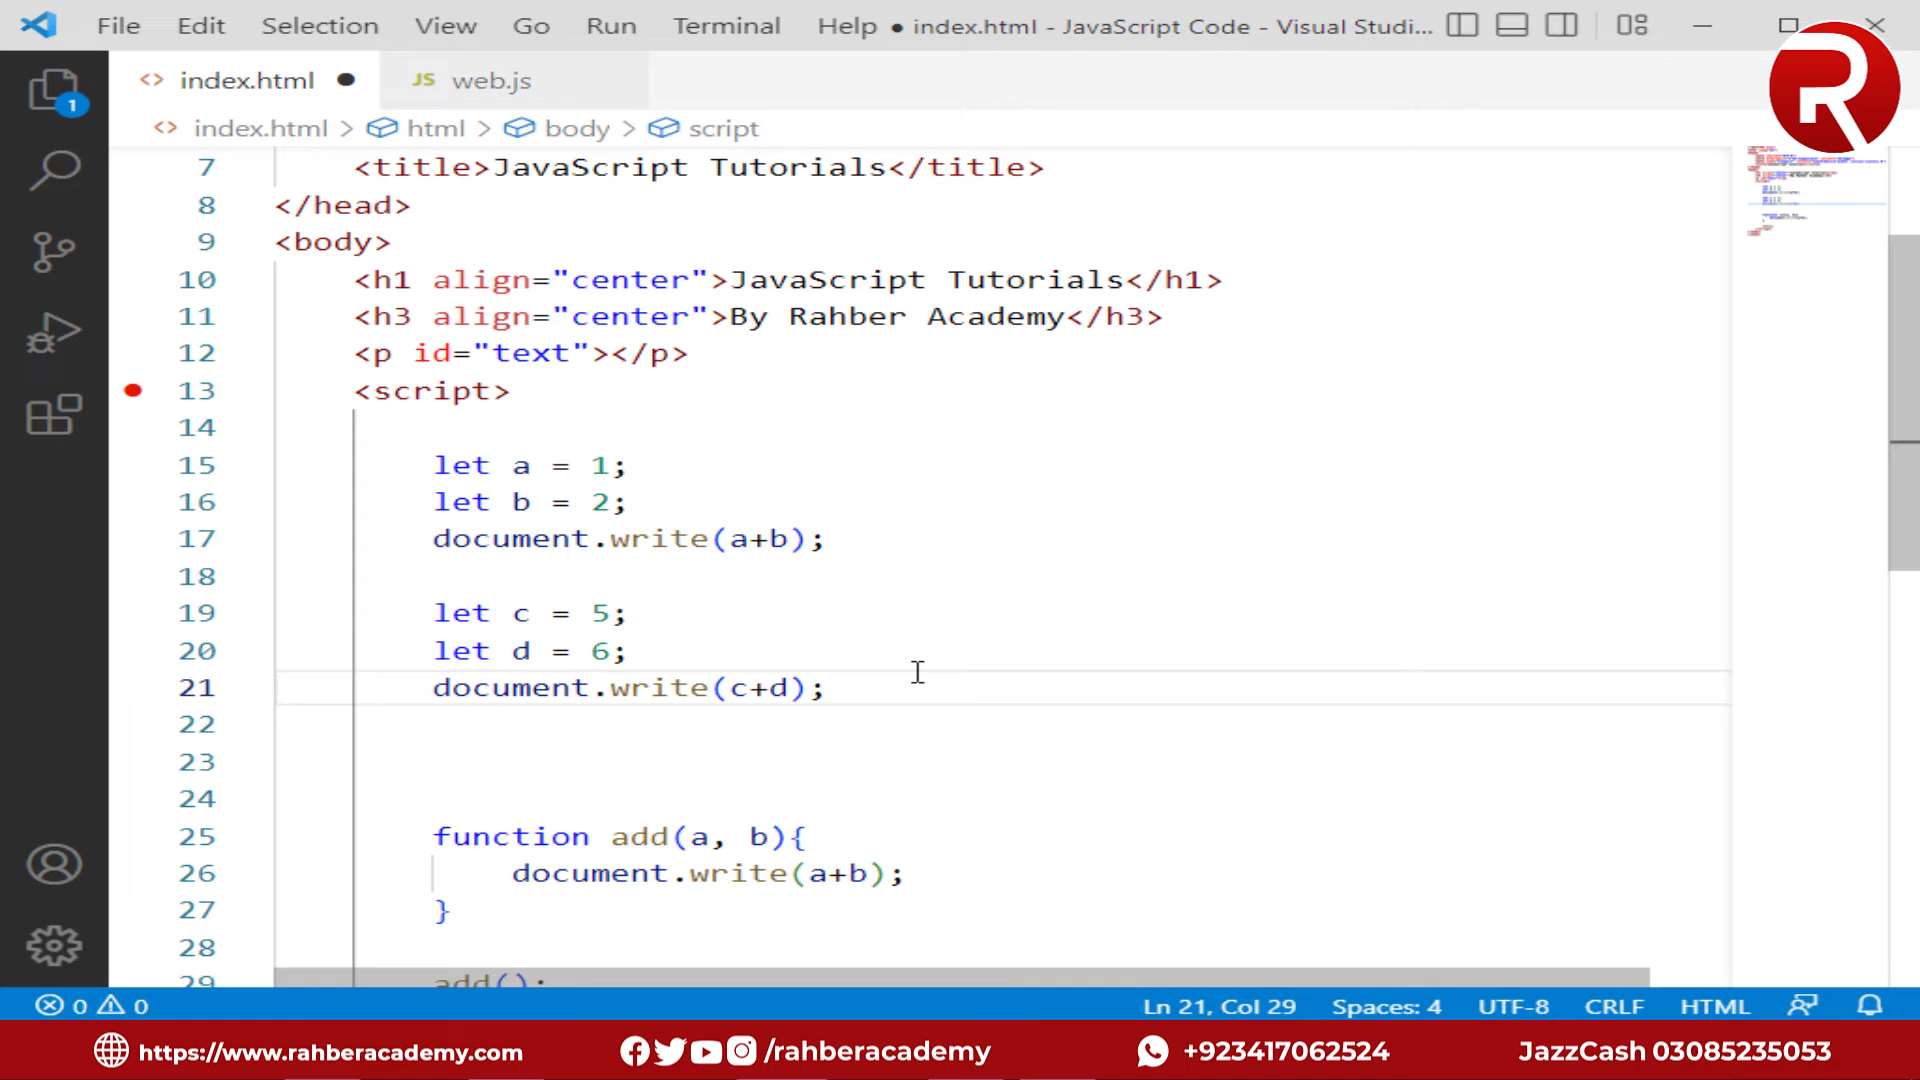 File Edit Selection View Go Run Terminal Help ● index.html - JavaScript Code - Visual Studi...
<> index.html ● JS web.js
<> index.html > html > body > script
7 <title>JavaScript Tutorials</title>
8 </head>
9 <body>
10 <h1 align="center">JavaScript Tutorials</h1>
11 <h3 align="center">By Rahber Academy</h3>
12 <p id="text"></p>
13 <script>
14
15 let a = 1;
16 let b = 2;
17 document.write(a+b);
18
19 let c = 5;
20 let d = 6;
21 document.write(c+d);
22
23
24
25 function add(a, b){
26 document.write(a+b);
27 }
28
29 add();
1
R
0 0 Ln 21, Col 29 Spaces: 4 UTF-8 CRLF HTML
https://www.rahberacademy.com /rahberacademy +923417062524 JazzCash 03085235053